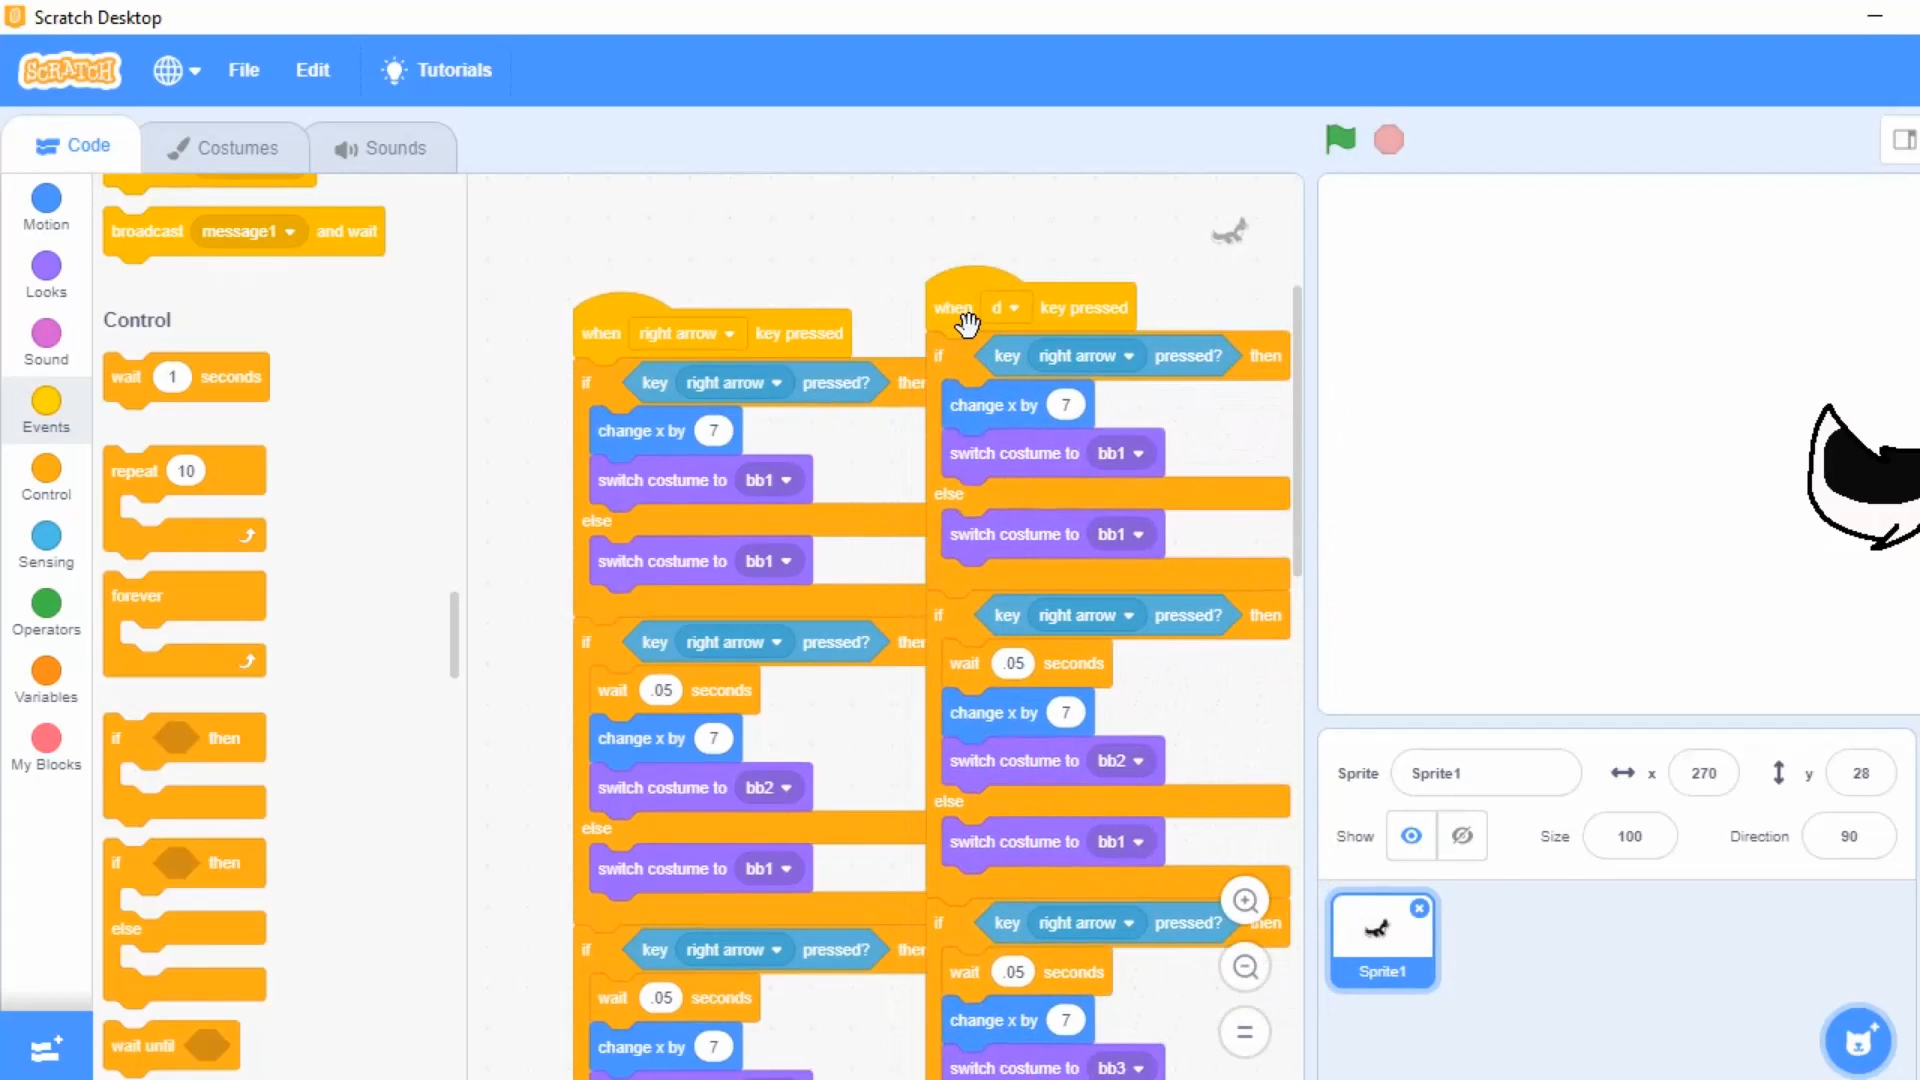 Scratch Desktop
SCRATCH File Edit Tutorials
Code Costumes Sounds
Motion
Looks
Sound
Events
Control
Sensing
Operators
Variables
My Blocks
broadcast message1 and wait
Control
wait 1 seconds
repeat 10
forever
if then
if then
else
wait until
when right arrow key pressed
if key right arrow pressed? then
change x by 7
switch costume to bb1
else
switch costume to bb1
if key right arrow pressed? then
wait .05 seconds
change x by 7
switch costume to bb2
else
switch costume to bb1
if key right arrow pressed? then
wait .05 seconds
change x by 7
when d key pressed
if key right arrow pressed? then
change x by 7
switch costume to bb1
else
switch costume to bb1
if key right arrow pressed? then
wait .05 seconds
change x by 7
switch costume to bb2
else
switch costume to bb1
if key right arrow pressed? then
wait .05 seconds
change x by 7
switch costume to bb3
Sprite Sprite1 x 270 y 28
Show Size 100 Direction 90
Sprite1